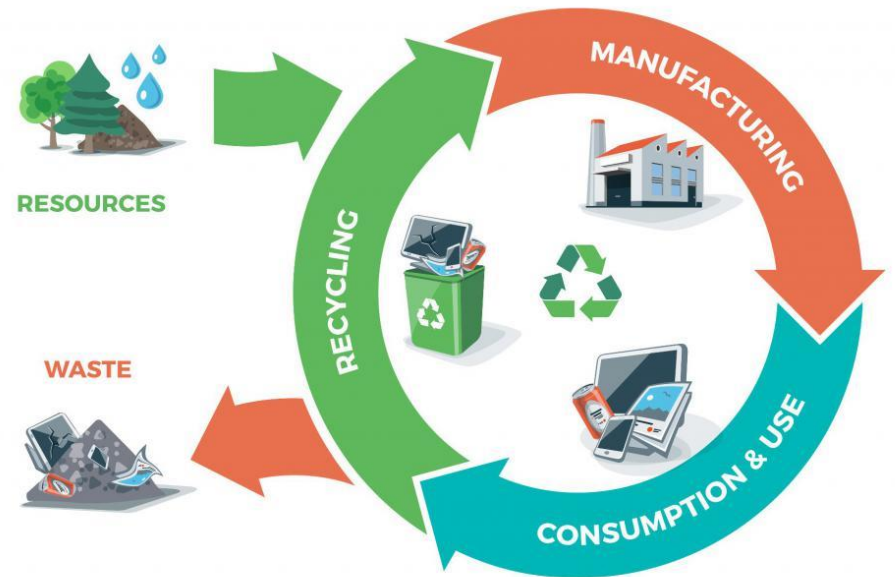 RESOURCES
WASTE
RECYCLING
MANUFACTURING
CONSUMPTION & USE